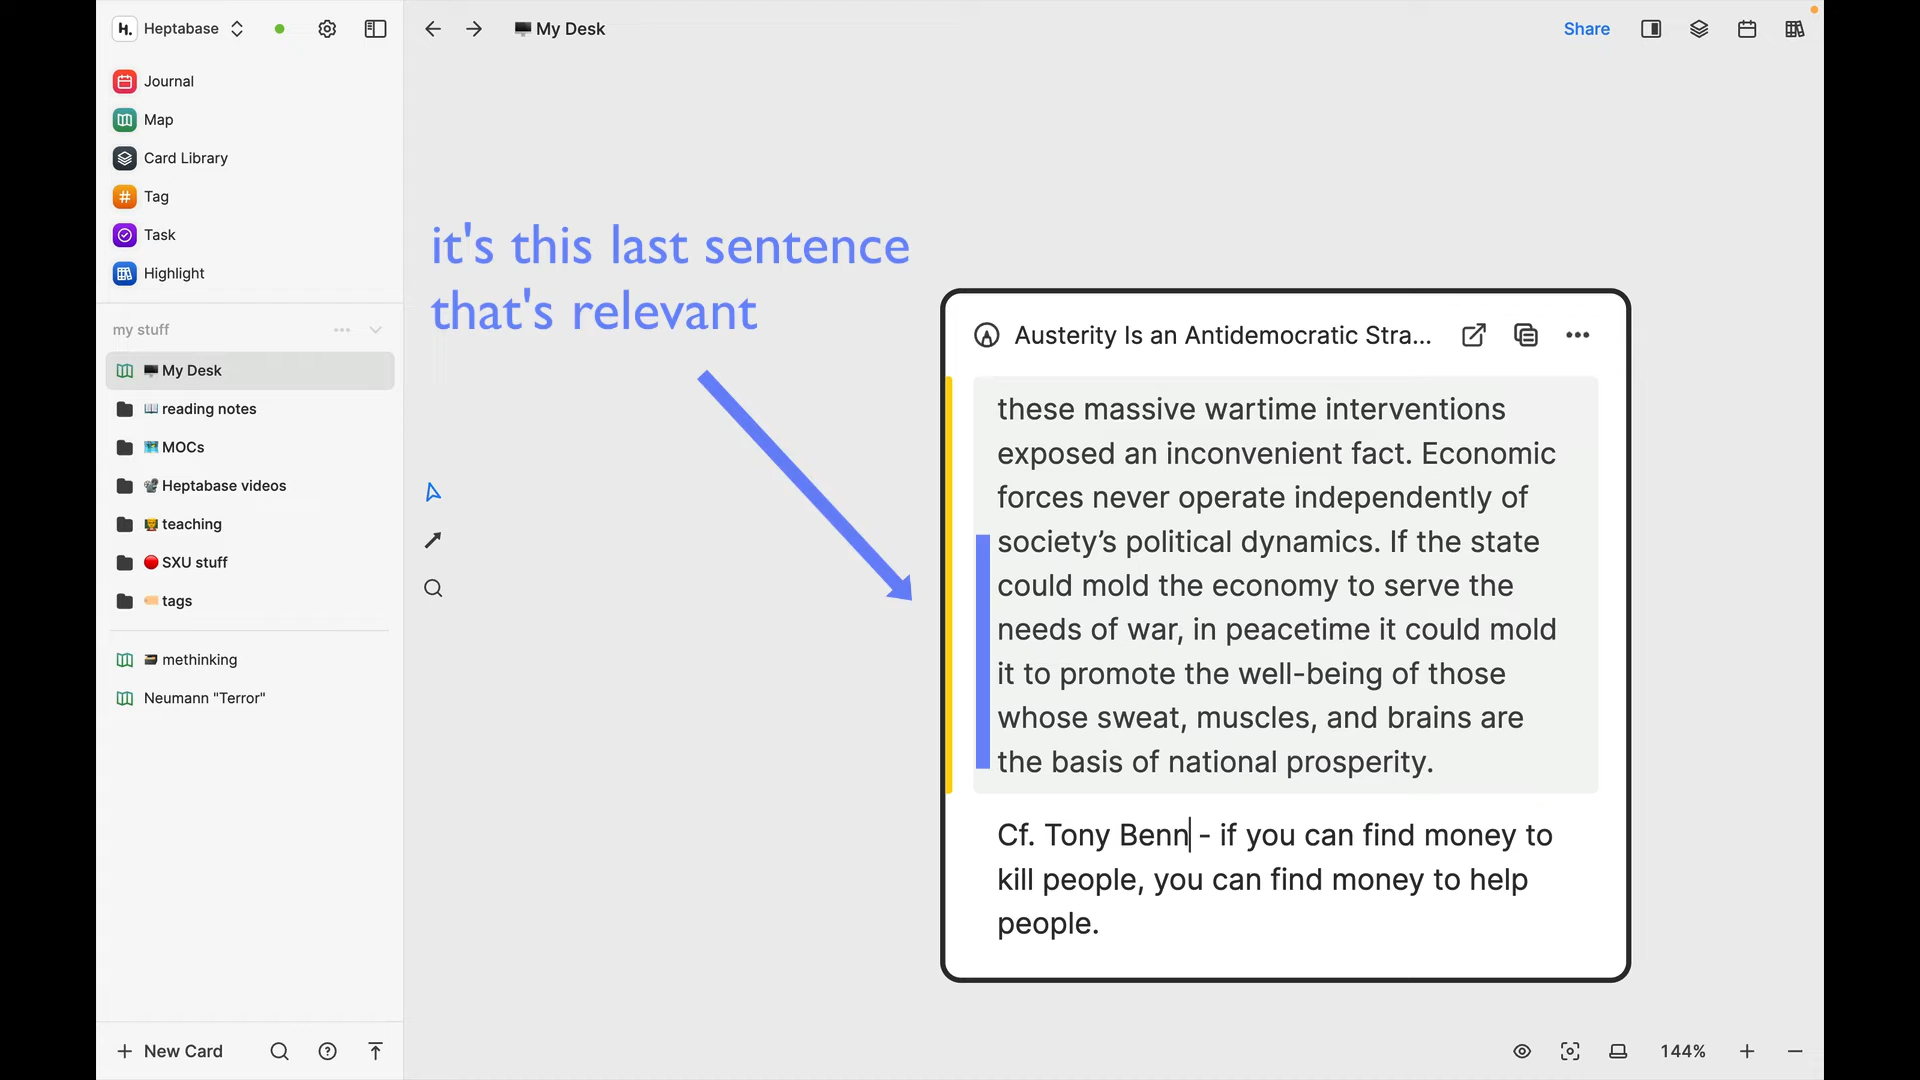 h. Heptabase
My Desk
Share
Journal
Map
Card Library
Tag
Task
Highlight
my stuff
My Desk
reading notes
MOCs
Heptabase videos
teaching
SXU stuff
tags
methinking
Neumann "Terror"
New Card
it's this last sentence
that's relevant
Austerity Is an Antidemocratic Stra...
these massive wartime interventions
exposed an inconvenient fact. Economic
forces never operate independently of
society’s political dynamics. If the state
could mold the economy to serve the
needs of war, in peacetime it could mold
it to promote the well-being of those
whose sweat, muscles, and brains are
the basis of national prosperity.
Cf. Tony Benn - if you can find money to
kill people, you can find money to help
people.
144%